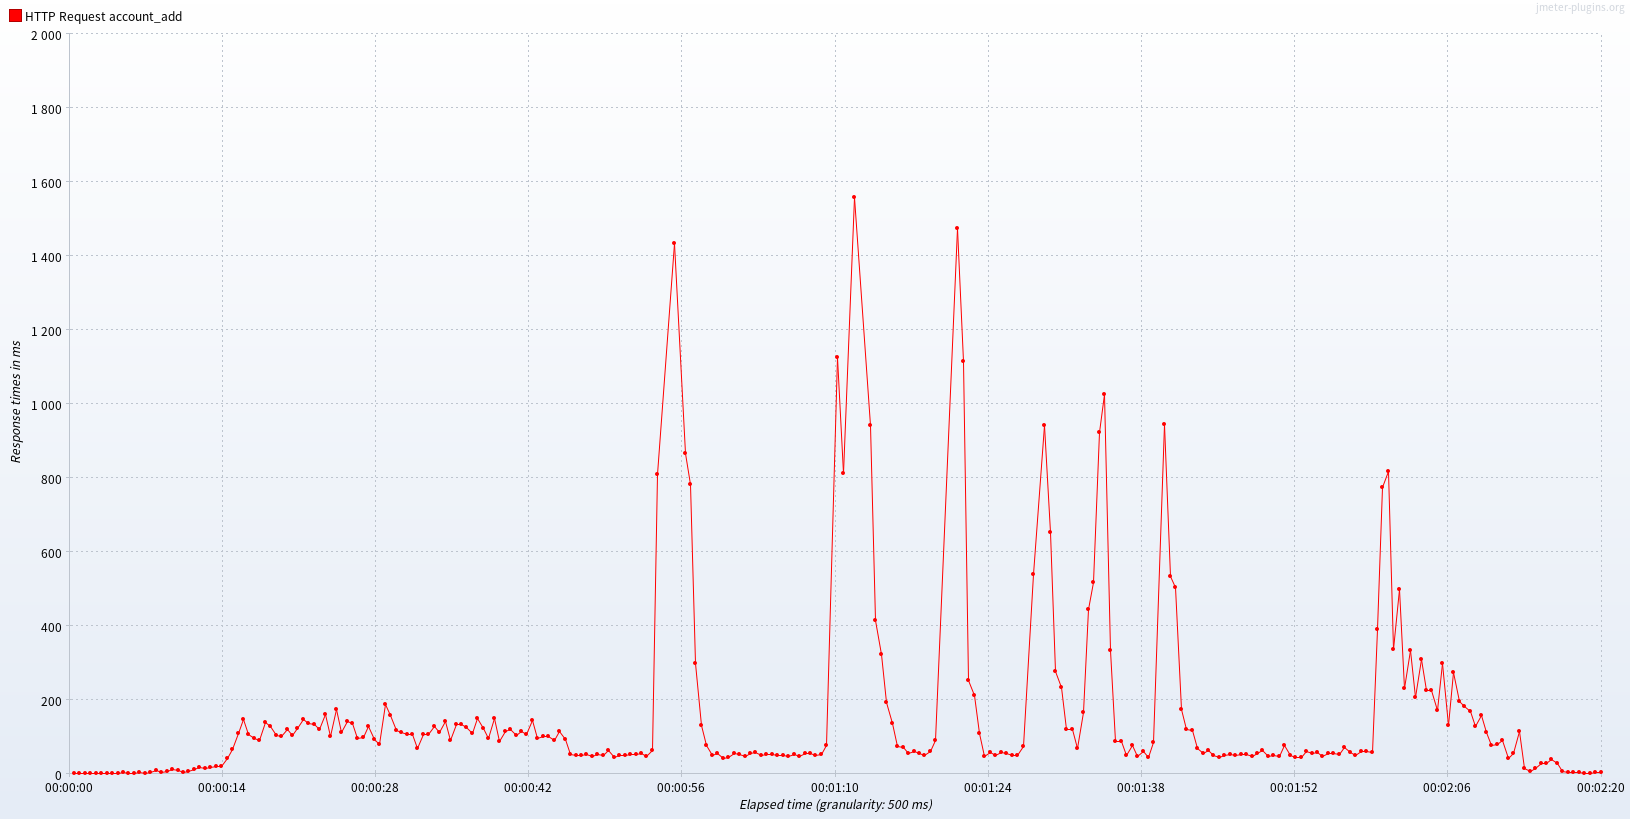 HTTP Request account_add
jmeter-plugins.org
2 000
1 800
1 600
1 400
1 200
1 000
800
600
400
200
0
Response times in ms
00:00:00 00:00:14 00:00:28 00:00:42 00:00:56 00:01:10 00:01:24 00:01:38 00:01:52 00:02:06 00:02:20
Elapsed time (granularity: 500 ms)